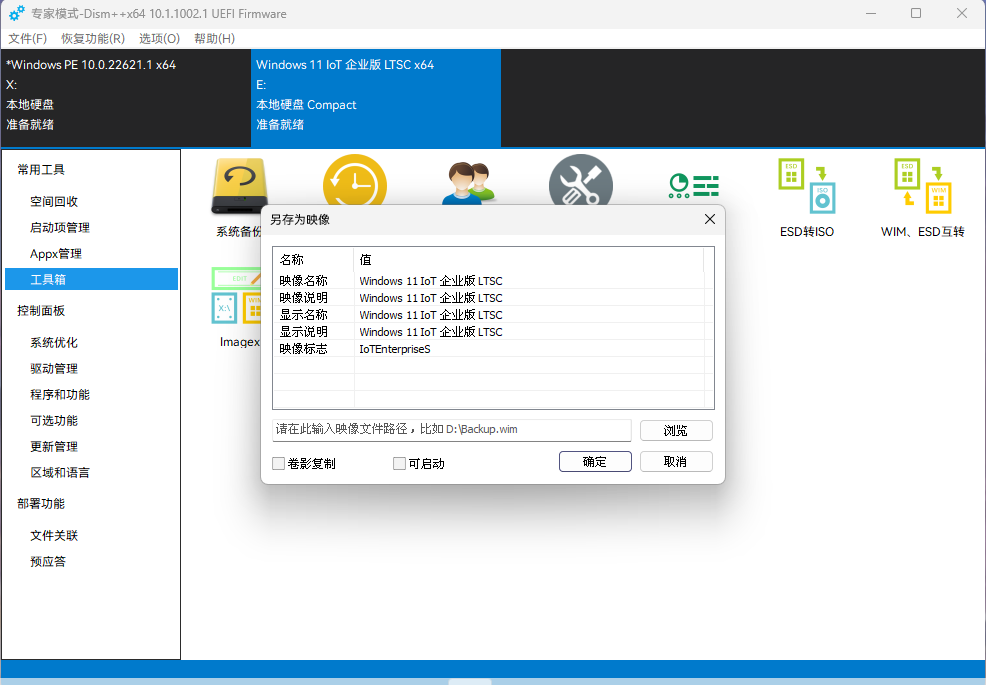 专家模式-Dism++x64 10.1.1002.1 UEFI Firmware
文件(F) 恢复功能(R) 选项(O) 帮助(H)
*Windows PE 10.0.22621.1 x64
X:
本地硬盘
准备就绪
Windows 11 IoT 企业版 LTSC x64
E:
本地硬盘 Compact
准备就绪
常用工具
空间回收
启动项管理
Appx管理
工具箱
控制面板
系统优化
驱动管理
程序和功能
可选功能
更新管理
区域和语言
部署功能
文件关联
预应答
系统备份
ESD
ISO
ESD转ISO
ESD
WIM
WIM、ESD互转
EDIT
X:\
WIM
Imagex
另存为映像
名称 值
映像名称 Windows 11 IoT 企业版 LTSC
映像说明 Windows 11 IoT 企业版 LTSC
显示名称 Windows 11 IoT 企业版 LTSC
显示说明 Windows 11 IoT 企业版 LTSC
映像标志 IoTEnterpriseS
请在此输入映像文件路径，比如 D:\Backup.wim
浏览
卷影复制 可启动 确定 取消